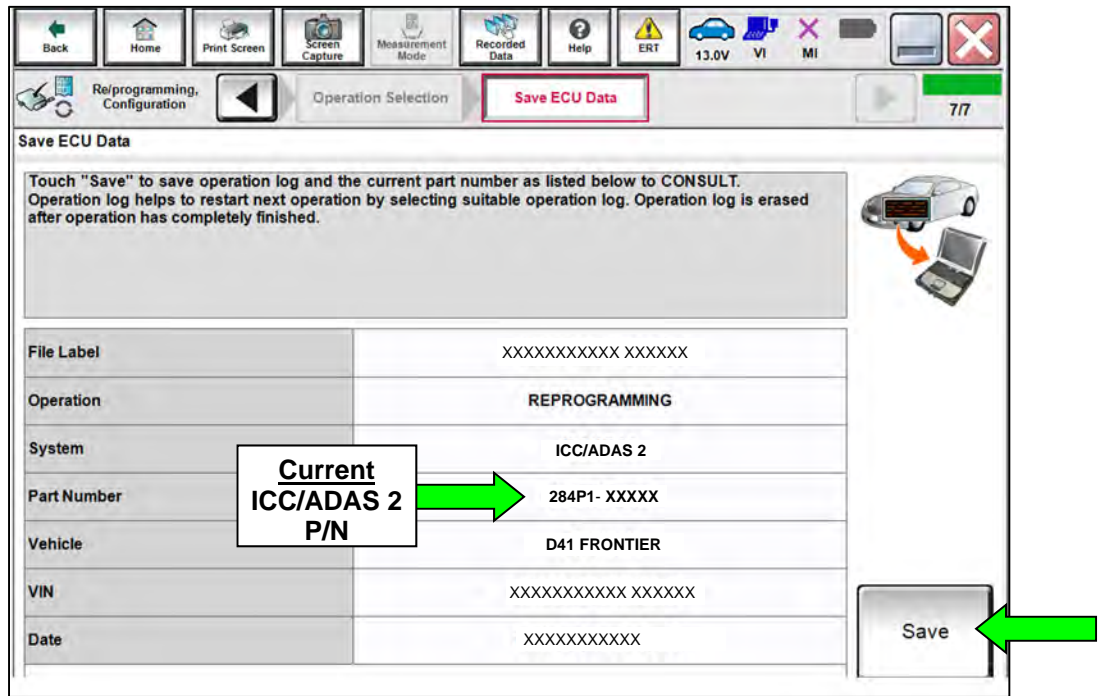 Back
Home
Print Screen
Screen
Capture
Measurement
Mode
Recorded
Data
Help
ERT
13.0V
VI
MI
Re/programming,
Configuration
Operation Selection
Save ECU Data
7/7
Save ECU Data
Touch "Save" to save operation log and the current part number as listed below to CONSULT.
Operation log helps to restart next operation by selecting suitable operation log. Operation log is erased
after operation has completely finished.
File Label
XXXXXXXXXXX XXXXXX
Operation
REPROGRAMMING
System
ICC/ADAS 2
Current
ICC/ADAS 2
P/N
Part Number
284P1- XXXXX
Vehicle
D41 FRONTIER
VIN
XXXXXXXXXXX XXXXXX
Date
XXXXXXXXXXX
Save